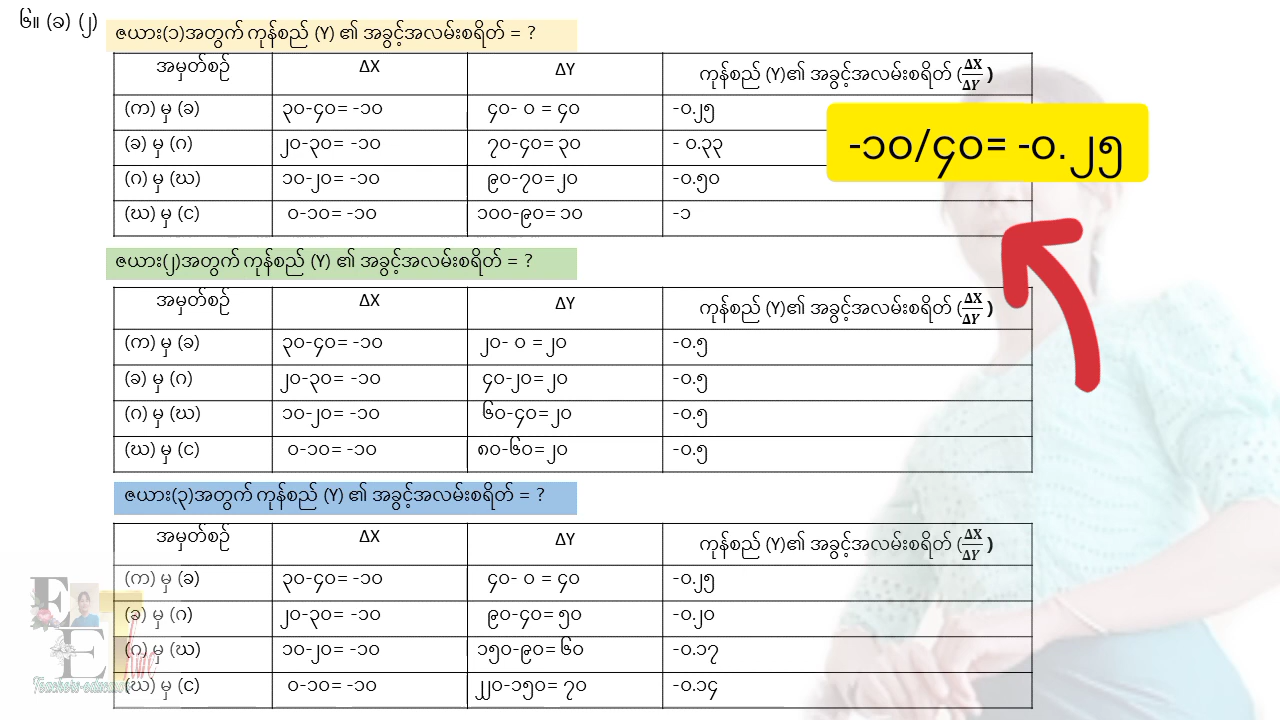 ၆။ (ခ) (၂)
ဇယား(၁)အတွက် ကုန်စည် (Y) ၏ အခွင့်အလမ်းစရိတ် = ?
အမှတ်စဉ် ΔX ΔY ကုန်စည် (Y)၏ အခွင့်အလမ်းစရိတ် (ΔX/ΔY)
(က) မှ (ခ) ၃၀-၄၀= -၁၀ ၄၀- ၀ = ၄၀ -၀.၂၅
(ခ) မှ (ဂ) ၂၀-၃၀= -၁၀ ၇၀-၄၀= ၃၀ - ၀.၃၃
(ဂ) မှ (ဃ) ၁၀-၂၀= -၁၀ ၉၀-၇၀=၂၀ -၀.၅၀
(ဃ) မှ (င) ၀-၁၀= -၁၀ ၁၀၀-၉၀= ၁၀ -၁
-၁၀/၄၀= -၀.၂၅
ဇယား(၂)အတွက် ကုန်စည် (Y) ၏ အခွင့်အလမ်းစရိတ် = ?
အမှတ်စဉ် ΔX ΔY ကုန်စည် (Y)၏ အခွင့်အလမ်းစရိတ် (ΔX/ΔY)
(က) မှ (ခ) ၃၀-၄၀= -၁၀ ၂၀- ၀ =၂၀ -၀.၅
(ခ) မှ (ဂ) ၂၀-၃၀= -၁၀ ၄၀-၂၀=၂၀ -၀.၅
(ဂ) မှ (ဃ) ၁၀-၂၀= -၁၀ ၆၀-၄၀=၂၀ -၀.၅
(ဃ) မှ (င) ၀-၁၀= -၁၀ ၈၀-၆၀=၂၀ -၀.၅
ဇယား(၃)အတွက် ကုန်စည် (Y) ၏ အခွင့်အလမ်းစရိတ် = ?
အမှတ်စဉ် ΔX ΔY ကုန်စည် (Y)၏ အခွင့်အလမ်းစရိတ် (ΔX/ΔY)
(က) မှ (ခ) ၃၀-၄၀= -၁၀ ၄၀- ၀ = ၄၀ -၀.၂၅
(ခ) မှ (ဂ) ၂၀-၃၀= -၁၀ ၉၀-၄၀= ၅၀ -၀.၂၀
(ဂ) မှ (ဃ) ၁၀-၂၀= -၁၀ ၁၅၀-၉၀= ၆၀ -၀.၁၇
(ဃ) မှ (င) ၀-၁၀= -၁၀ ၂၂၀-၁၅၀= ၇၀ -၀.၁၄
E
E